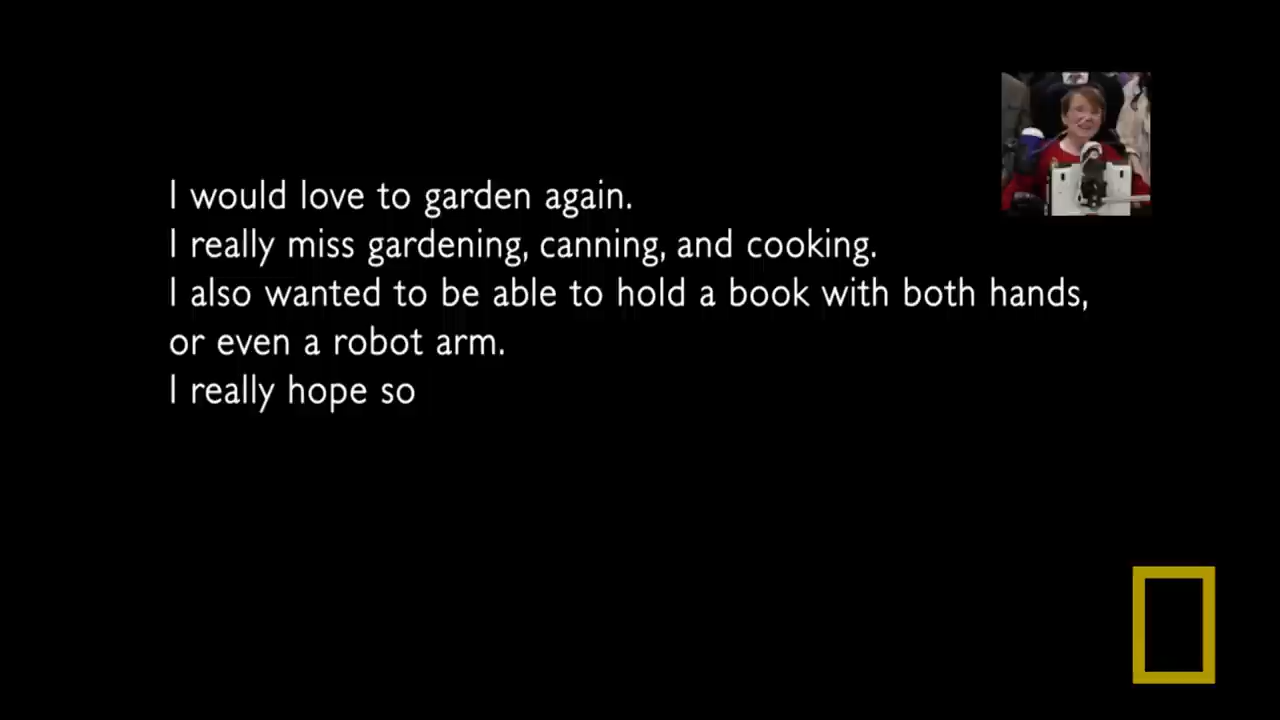 I would love to garden again.
I really miss gardening, canning, and cooking.
I also wanted to be able to hold a book with both hands,
or even a robot arm.
I really hope so